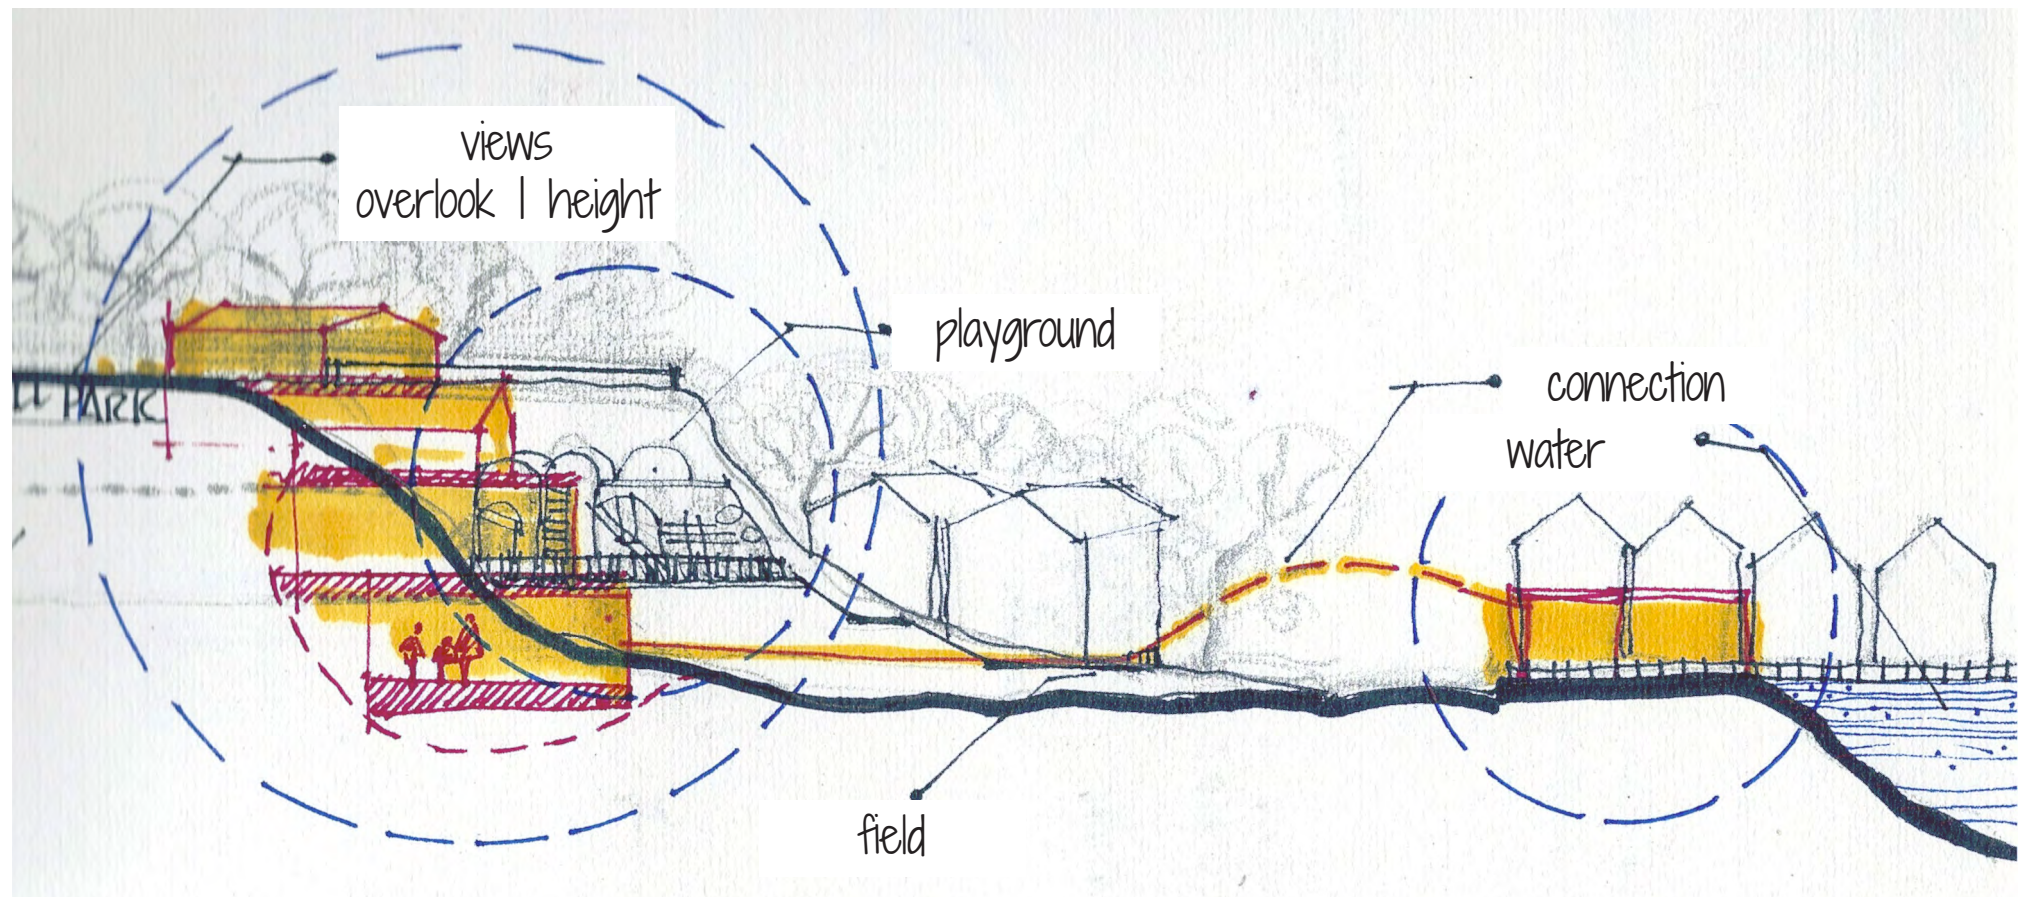 views
overlook | height
playground
connection
water
PARK
field